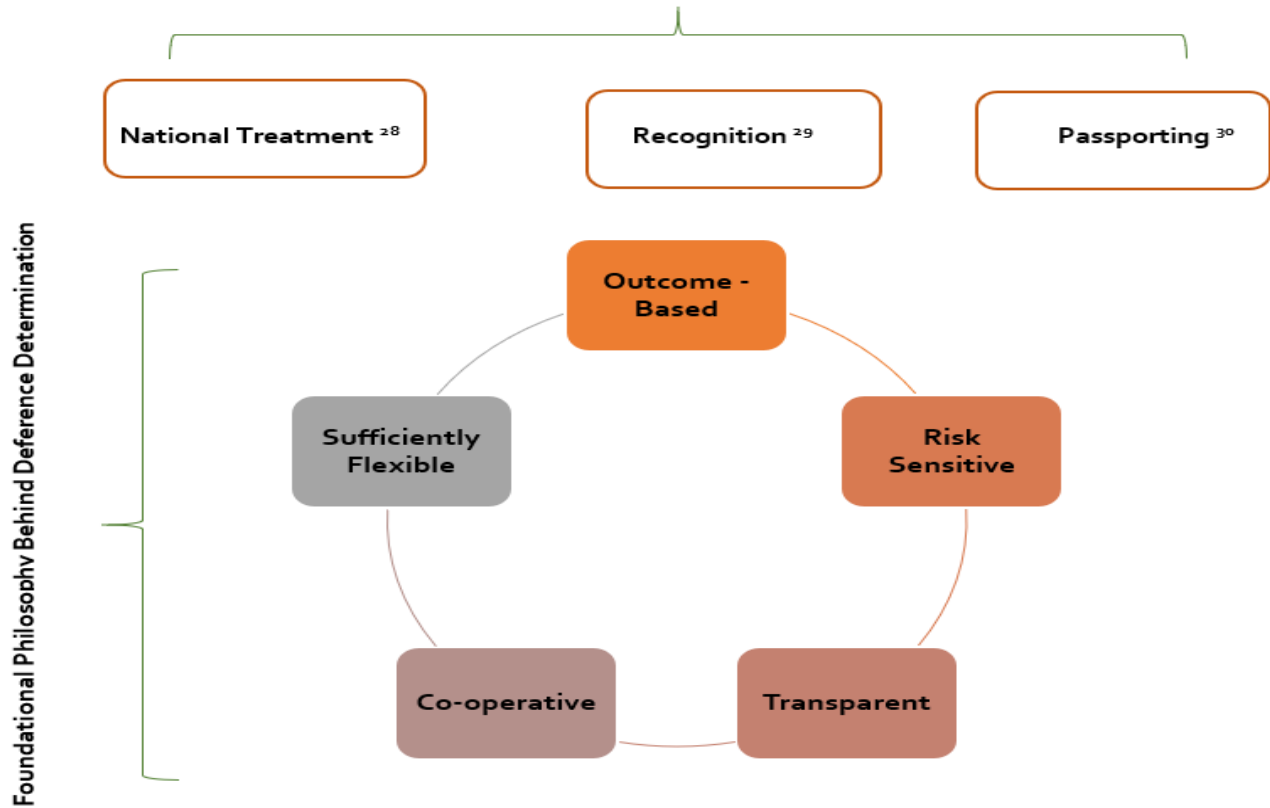 National Treatment ²⁸
Recognition ²⁹
Passporting ³⁰
Foundational Philosophy Behind Deference Determination
Outcome -
Based
Sufficiently
Flexible
Risk
Sensitive
Co-operative
Transparent